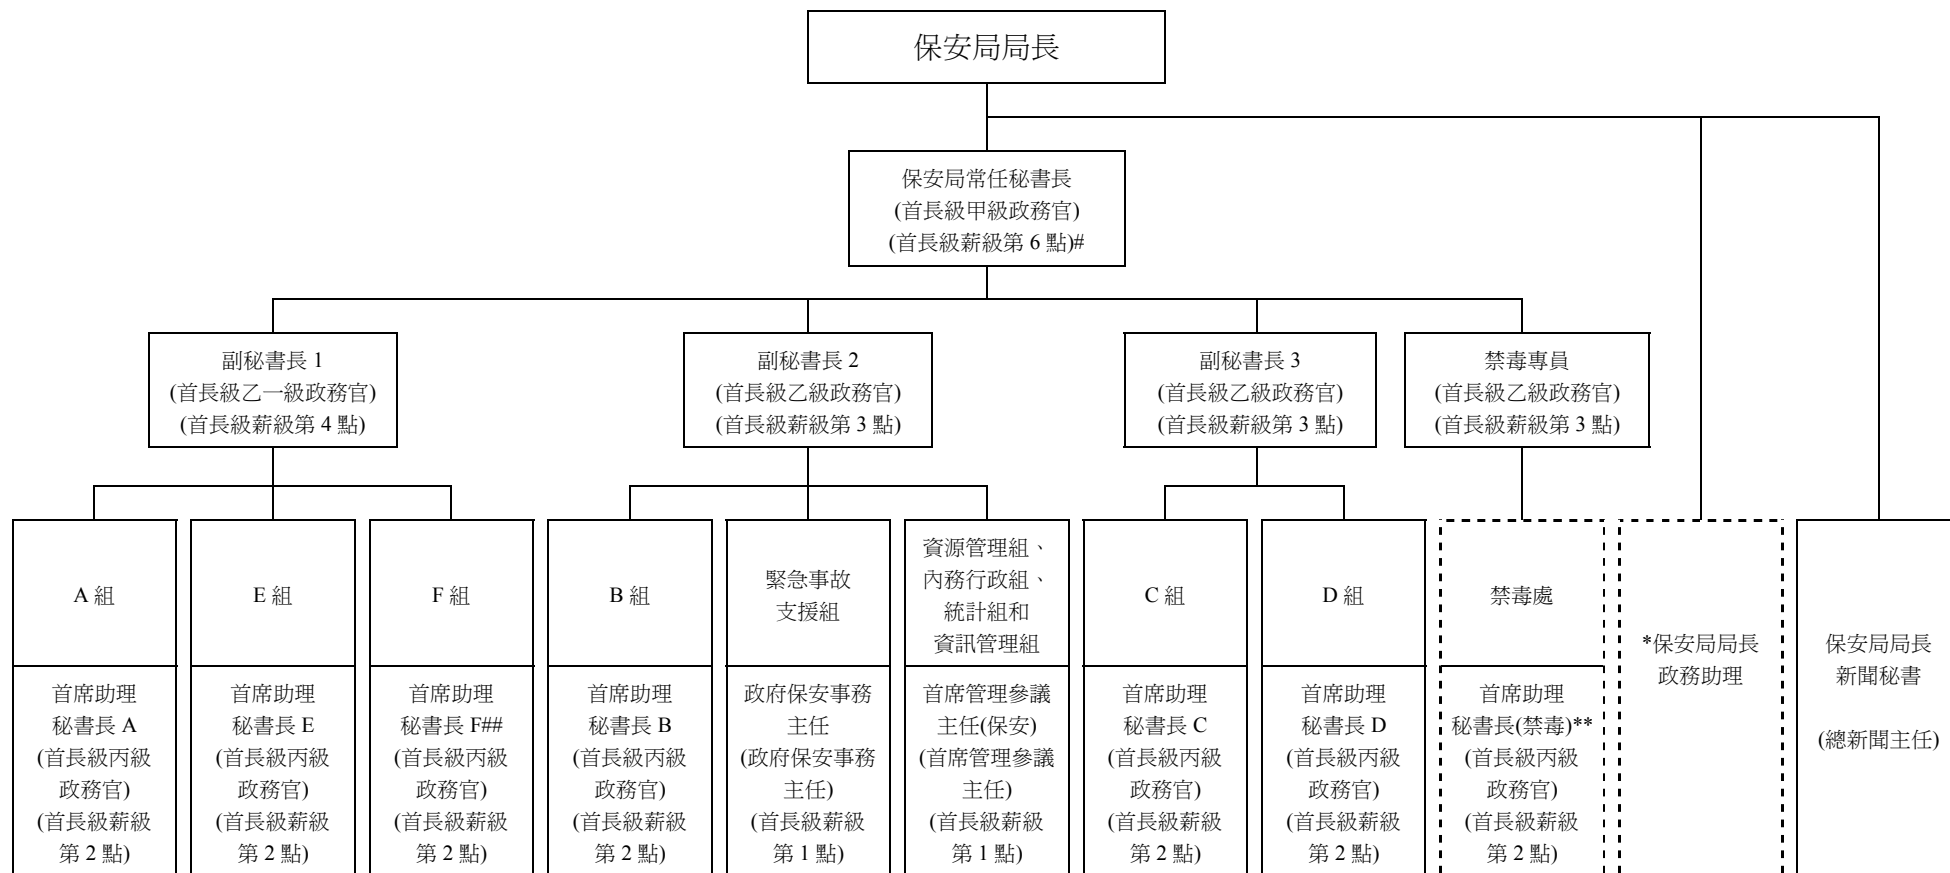 保安局局長
保安局常任秘書長
(首長級甲級政務官)
(首長級薪級第 6 點)#
副秘書長 1
(首長級乙一級政務官)
(首長級薪級第 4 點)
副秘書長 2
(首長級乙級政務官)
(首長級薪級第 3 點)
副秘書長 3
(首長級乙級政務官)
(首長級薪級第 3 點)
禁毒專員
(首長級乙級政務官)
(首長級薪級第 3 點)
A 組
首席助理
秘書長 A
(首長級丙級
政務官)
(首長級薪級
第 2 點)
E 組
首席助理
秘書長 E
(首長級丙級
政務官)
(首長級薪級
第 2 點)
F 組
首席助理
秘書長 F##
(首長級丙級
政務官)
(首長級薪級
第 2 點)
B 組
首席助理
秘書長 B
(首長級丙級
政務官)
(首長級薪級
第 2 點)
緊急事故
支援組
政府保安事務
主任
(政府保安事務
主任)
(首長級薪級
第 1 點)
資源管理組、
內務行政組、
統計組和
資訊管理組
首席管理參議
主任(保安)
(首席管理參議
主任)
(首長級薪級
第 1 點)
C 組
首席助理
秘書長 C
(首長級丙級
政務官)
(首長級薪級
第 2 點)
D 組
首席助理
秘書長 D
(首長級丙級
政務官)
(首長級薪級
第 2 點)
禁毒處
首席助理
秘書長(禁毒)**
(首長級丙級
政務官)
(首長級薪級
第 2 點)
*保安局局長
政務助理
保安局局長
新聞秘書
(總新聞主任)